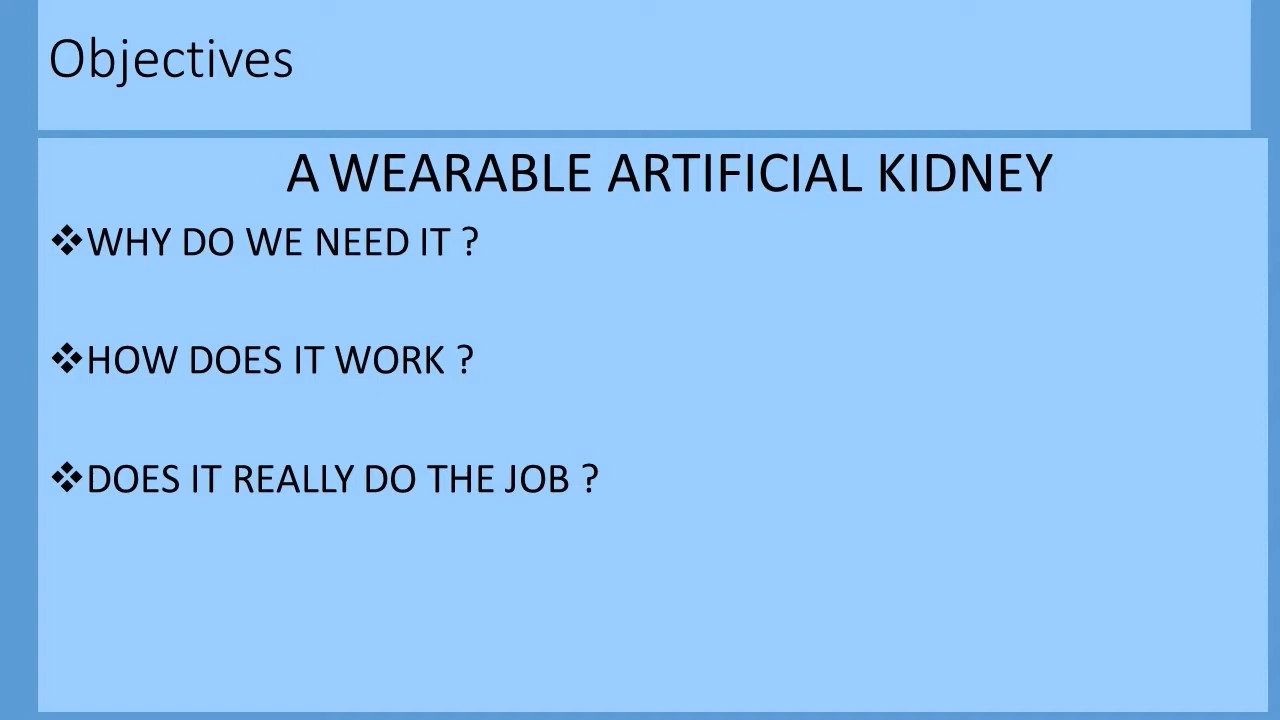 Objectives
A WEARABLE ARTIFICIAL KIDNEY
❖WHY DO WE NEED IT ?
❖HOW DOES IT WORK ?
❖DOES IT REALLY DO THE JOB ?